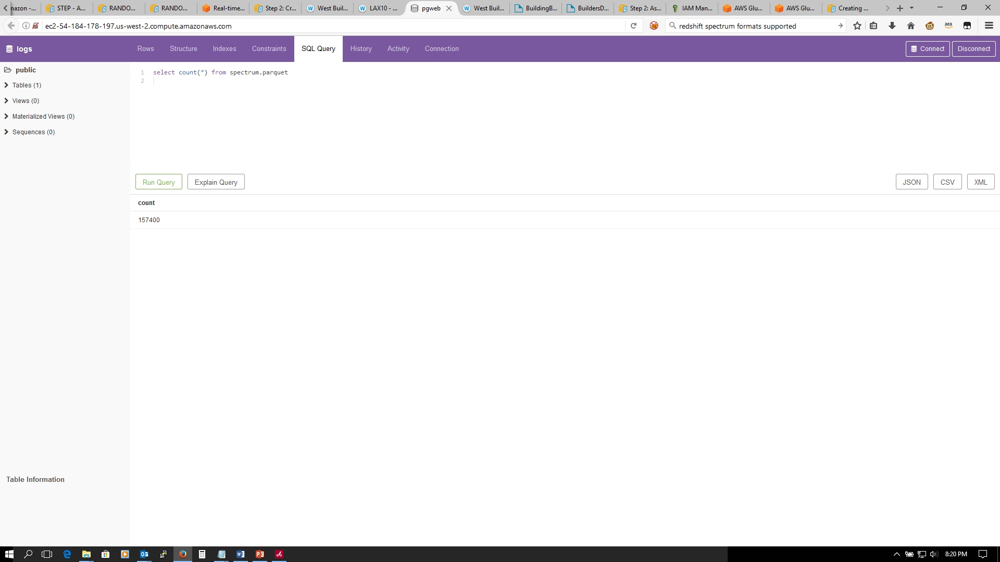 mazon -...
STEP - A...
RANDO...
RANDO...
Real-time...
Step 2: Cr...
West Buil...
LAX10 - ...
pgweb
West Buil...
BuildingB...
BuildersD...
Step 2: As...
IAM Man...
AWS Glu...
AWS Glu...
Creating ...
ec2-54-184-178-197.us-west-2.compute.amazonaws.com
redshift spectrum formats supported
aea
logs
Rows
Structure
Indexes
Constraints
SQL Query
History
Activity
Connection
Connect
Disconnect
public
Tables (1)
Views (0)
Materialized Views (0)
Sequences (0)
1 select count(*) from spectrum.parquet
2
Run Query
Explain Query
JSON
CSV
XML
count
157400
Table Information
8:20 PM